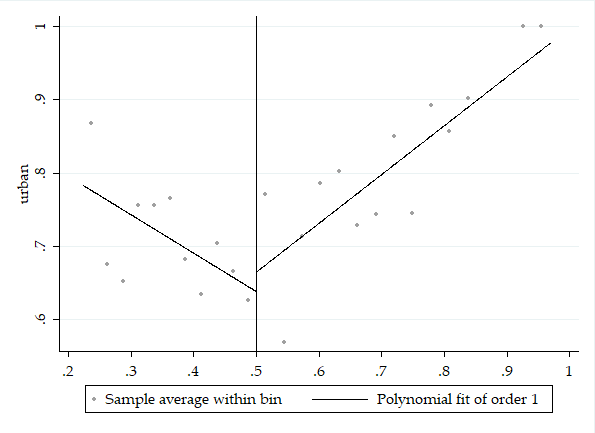 1
.9
.8
urban
.7
.6
.2 .3 .4 .5 .6 .7 .8 .9 1
Sample average within bin Polynomial fit of order 1